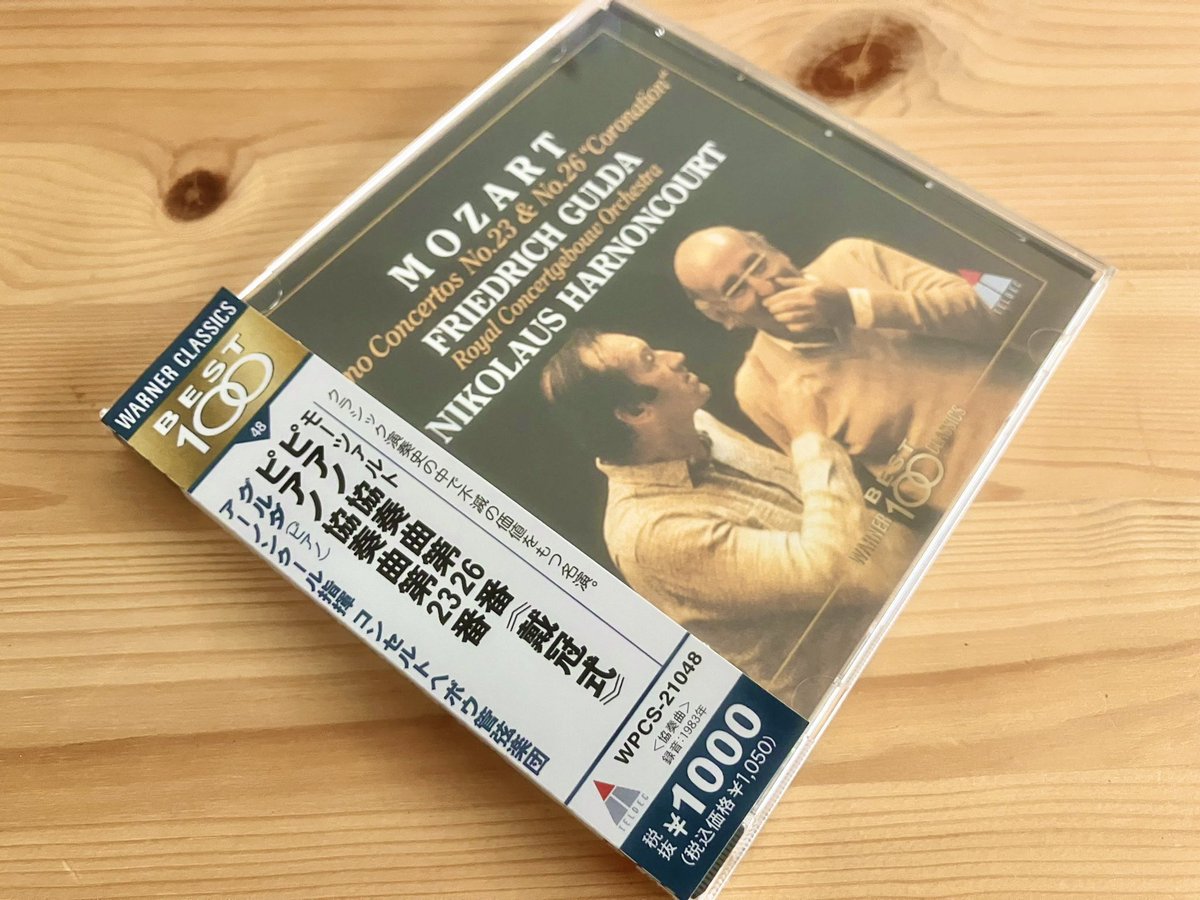 MOZART
no Concertos No.23 & No.26 "Coronation"
FRIEDRICH GULDA
Royal Concertgebouw Orchestra
NIKOLAUS HARNONCOURT
TELDEC
WARNER
BEST
100
CLASSICS
WARNER CLASSICS
BEST
100
48
クラシック演奏史の中で不滅の価値をもつ名演。
モーツァルト
ピアノ協奏曲第26番《戴冠式》
ピアノ協奏曲第23番
グルダ(ピアノ)
アーノンクール指揮 コンセルトヘボウ管弦楽団
TELDEC
WPCS-21048
<協奏曲>
録音:1983年
税抜¥1000
(税込価格¥1,050)